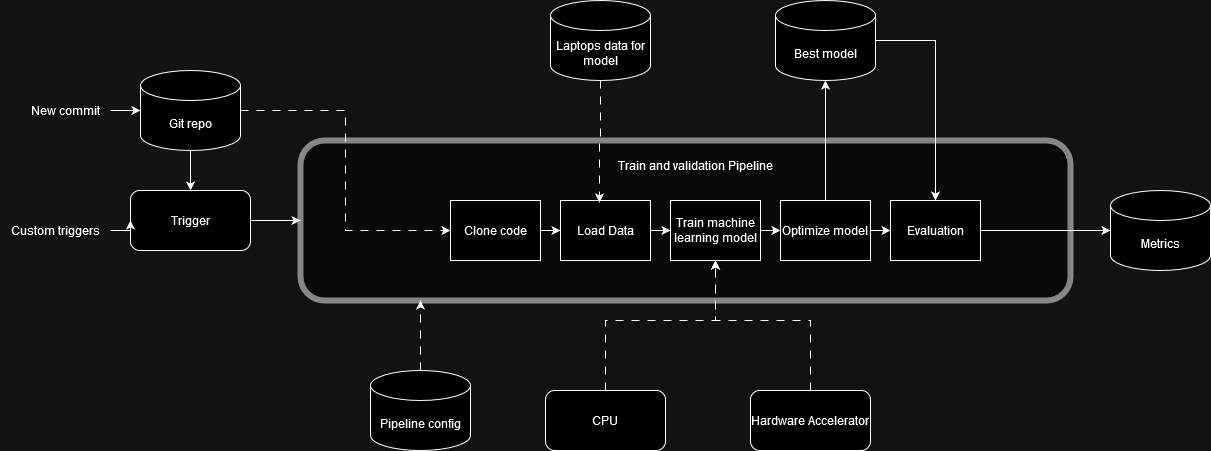 Laptops data for
model
Best model
New commit
Git repo
Train and validation Pipeline
Trigger
Custom triggers
Clone code
Load Data
Train machine
learning model
Optimize model
Evaluation
Metrics
Pipeline config
CPU
Hardware Accelerator